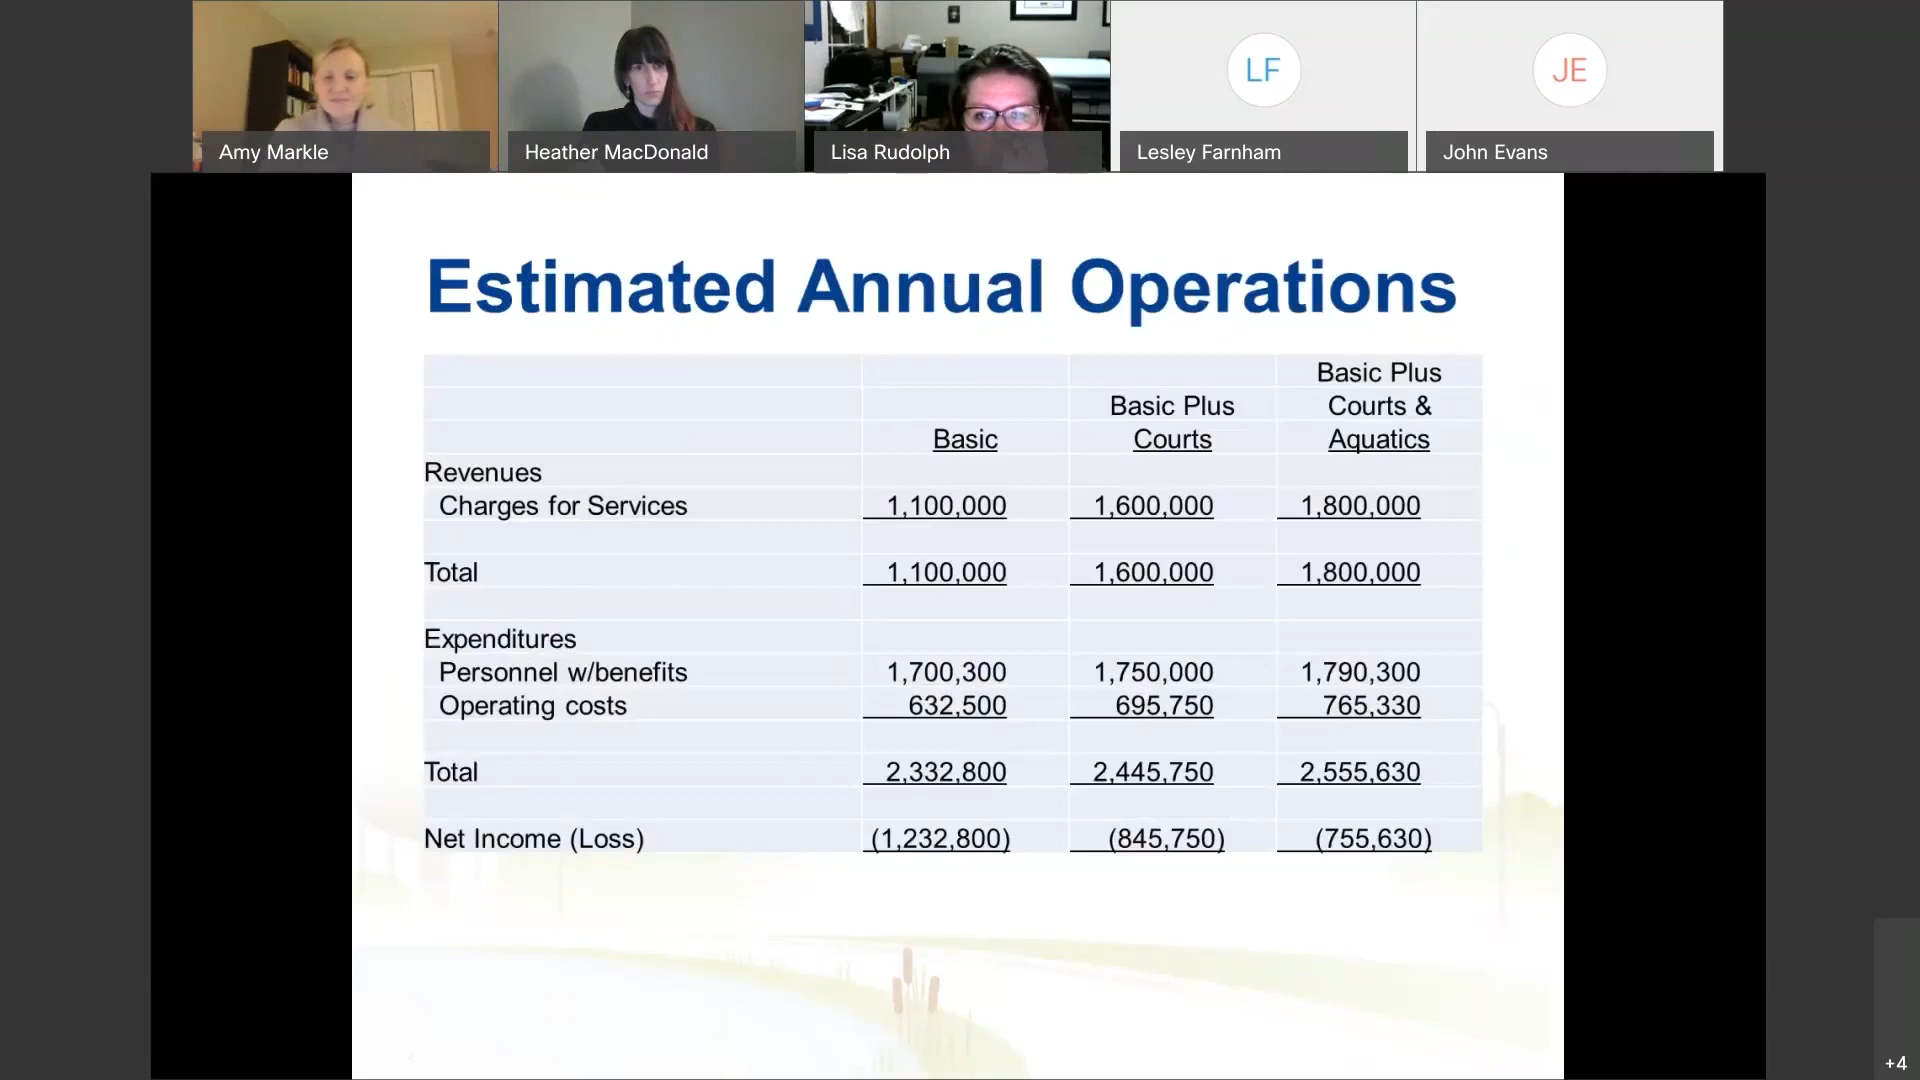 Amy Markle
Heather MacDonald
Lisa Rudolph
LF
Lesley Farnham
JE
John Evans
Estimated Annual Operations
Basic Plus
Basic Plus Courts &
Basic Courts Aquatics
Revenues
Charges for Services 1,100,000 1,600,000 1,800,000
Total 1,100,000 1,600,000 1,800,000
Expenditures
Personnel w/benefits 1,700,300 1,750,000 1,790,300
Operating costs 632,500 695,750 765,330
Total 2,332,800 2,445,750 2,555,630
Net Income (Loss) (1,232,800) (845,750) (755,630)
+4